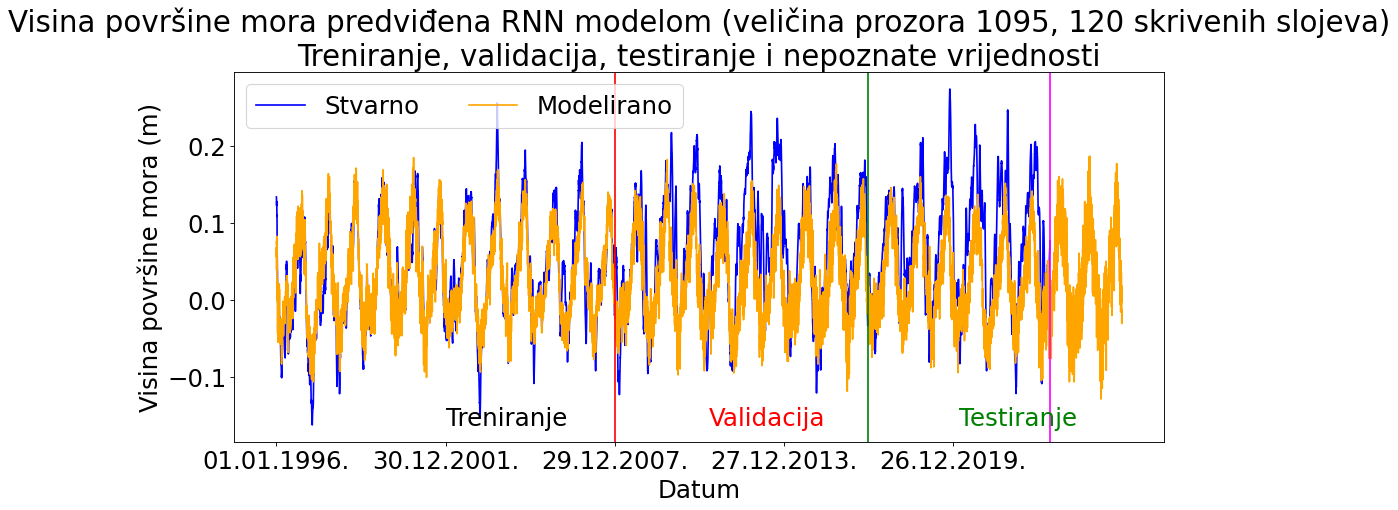 Visina površine mora predviđena RNN modelom (veličina prozora 1095, 120 skrivenih slojeva)
Treniranje, validacija, testiranje i nepoznate vrijednosti
Stvarno
Modelirano
Visina površine mora (m)
0.2
0.1
0.0
−0.1
Treniranje
Validacija
Testiranje
01.01.1996.
30.12.2001.
29.12.2007.
27.12.2013.
26.12.2019.
Datum